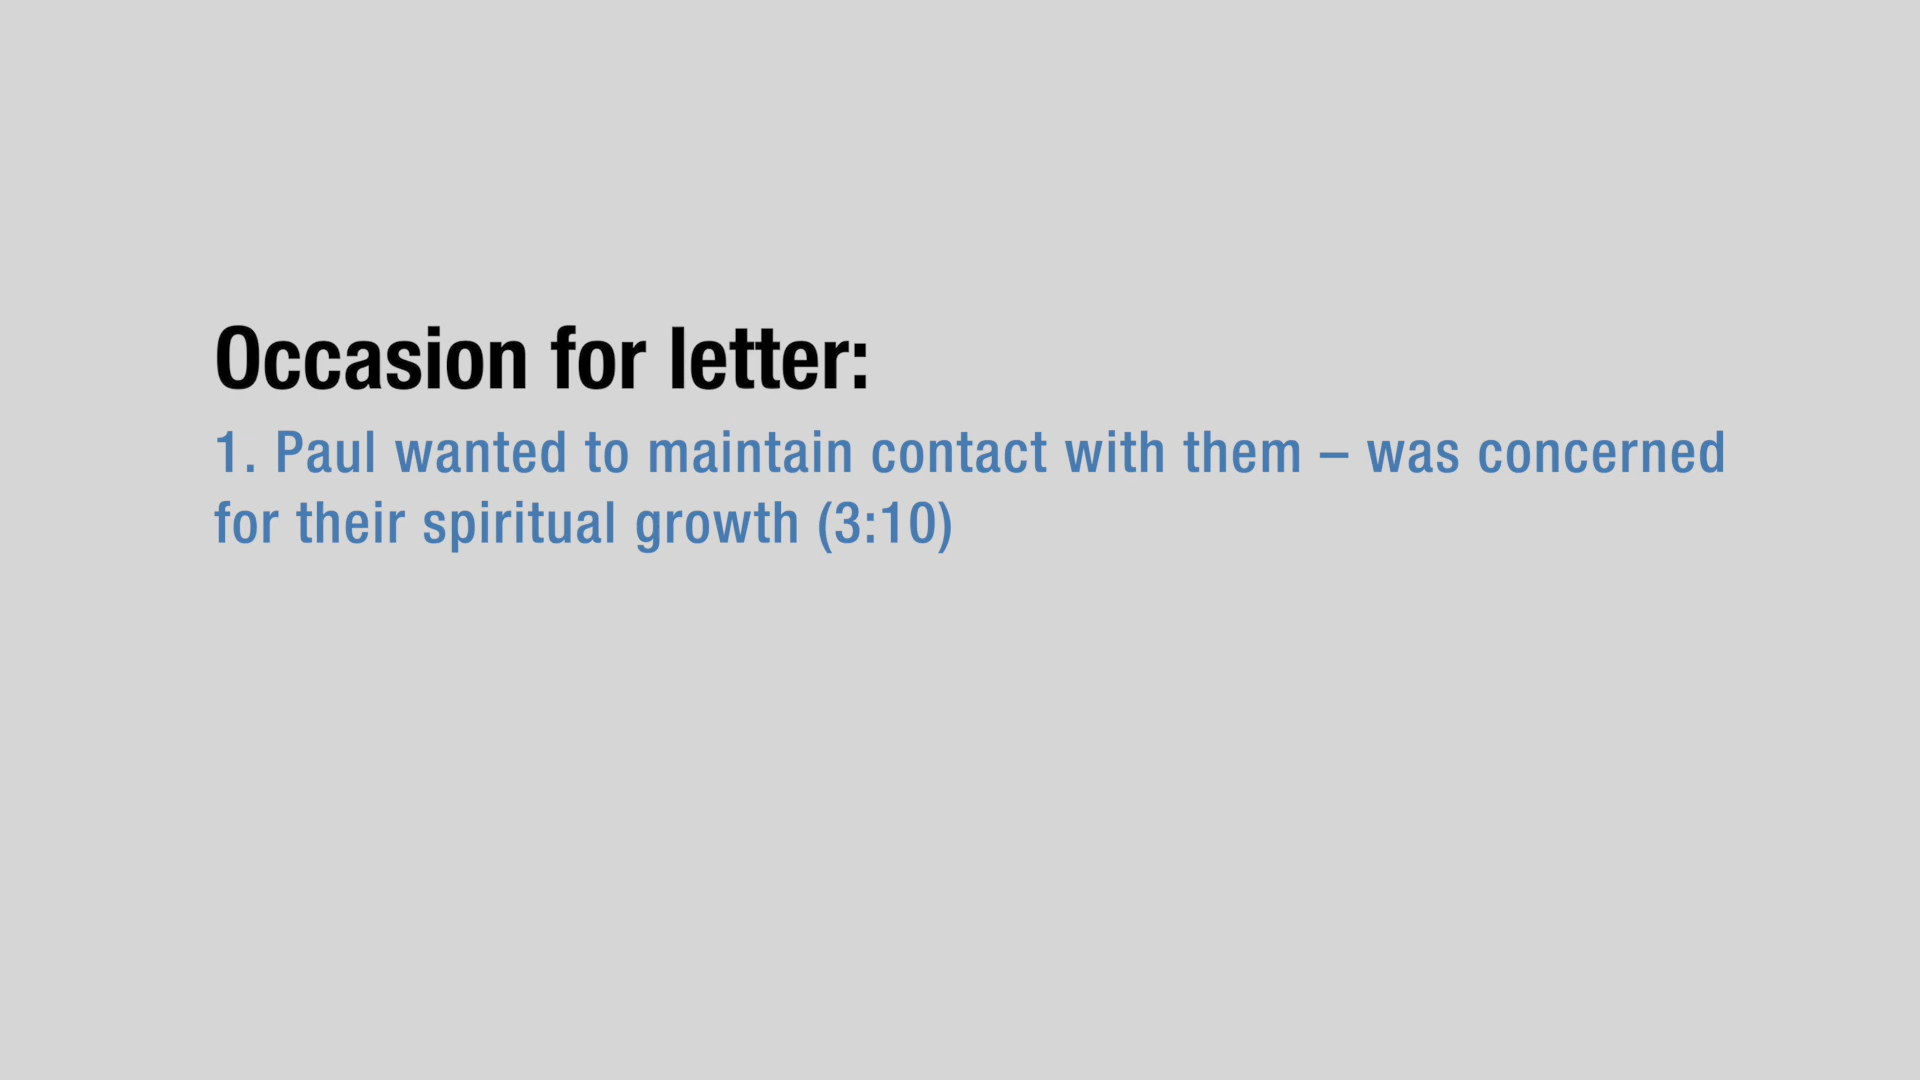 Occasion for letter:
1. Paul wanted to maintain contact with them – was concerned
for their spiritual growth (3:10)